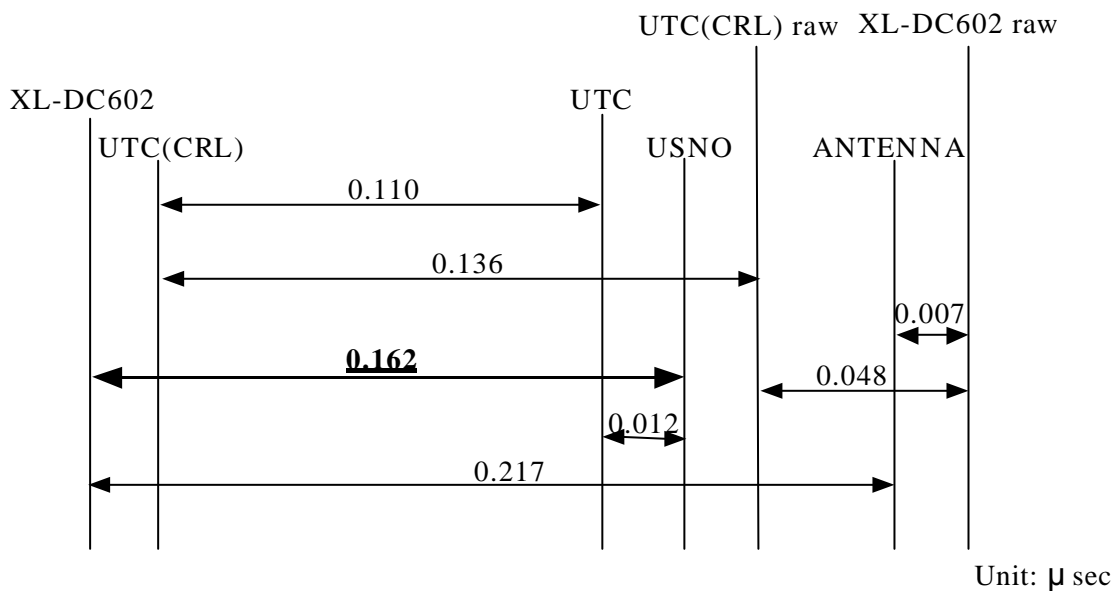 UTC(CRL) raw XL-DC602 raw
XL-DC602 UTC
UTC(CRL) USNO ANTENNA
0.110
0.136
0.007
0.162
0.048
0.012
0.217
Unit: μ sec